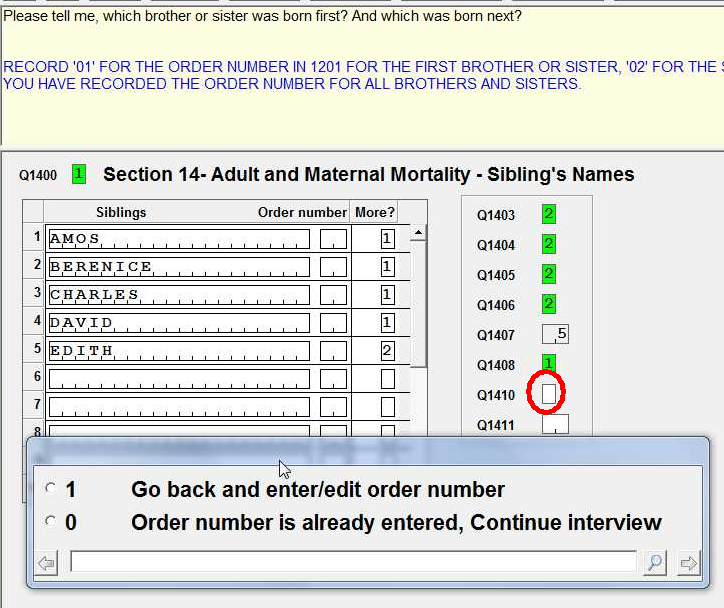 Please tell me, which brother or sister was born first? And which was born next?
RECORD '01' FOR THE ORDER NUMBER IN 1201 FOR THE FIRST BROTHER OR SISTER, '02' FOR THE
YOU HAVE RECORDED THE ORDER NUMBER FOR ALL BROTHERS AND SISTERS.
Q1400 1 Section 14- Adult and Maternal Mortality - Sibling's Names
Siblings Order number More?
1 AMOS 1
2 BERENICE 1
3 CHARLES 1
4 DAVID 1
5 EDITH 2
6
7
8
Q1403 2
Q1404 2
Q1405 2
Q1406 2
Q1407 5
Q1408 1
Q1410
Q1411
1 Go back and enter/edit order number
0 Order number is already entered, Continue interview